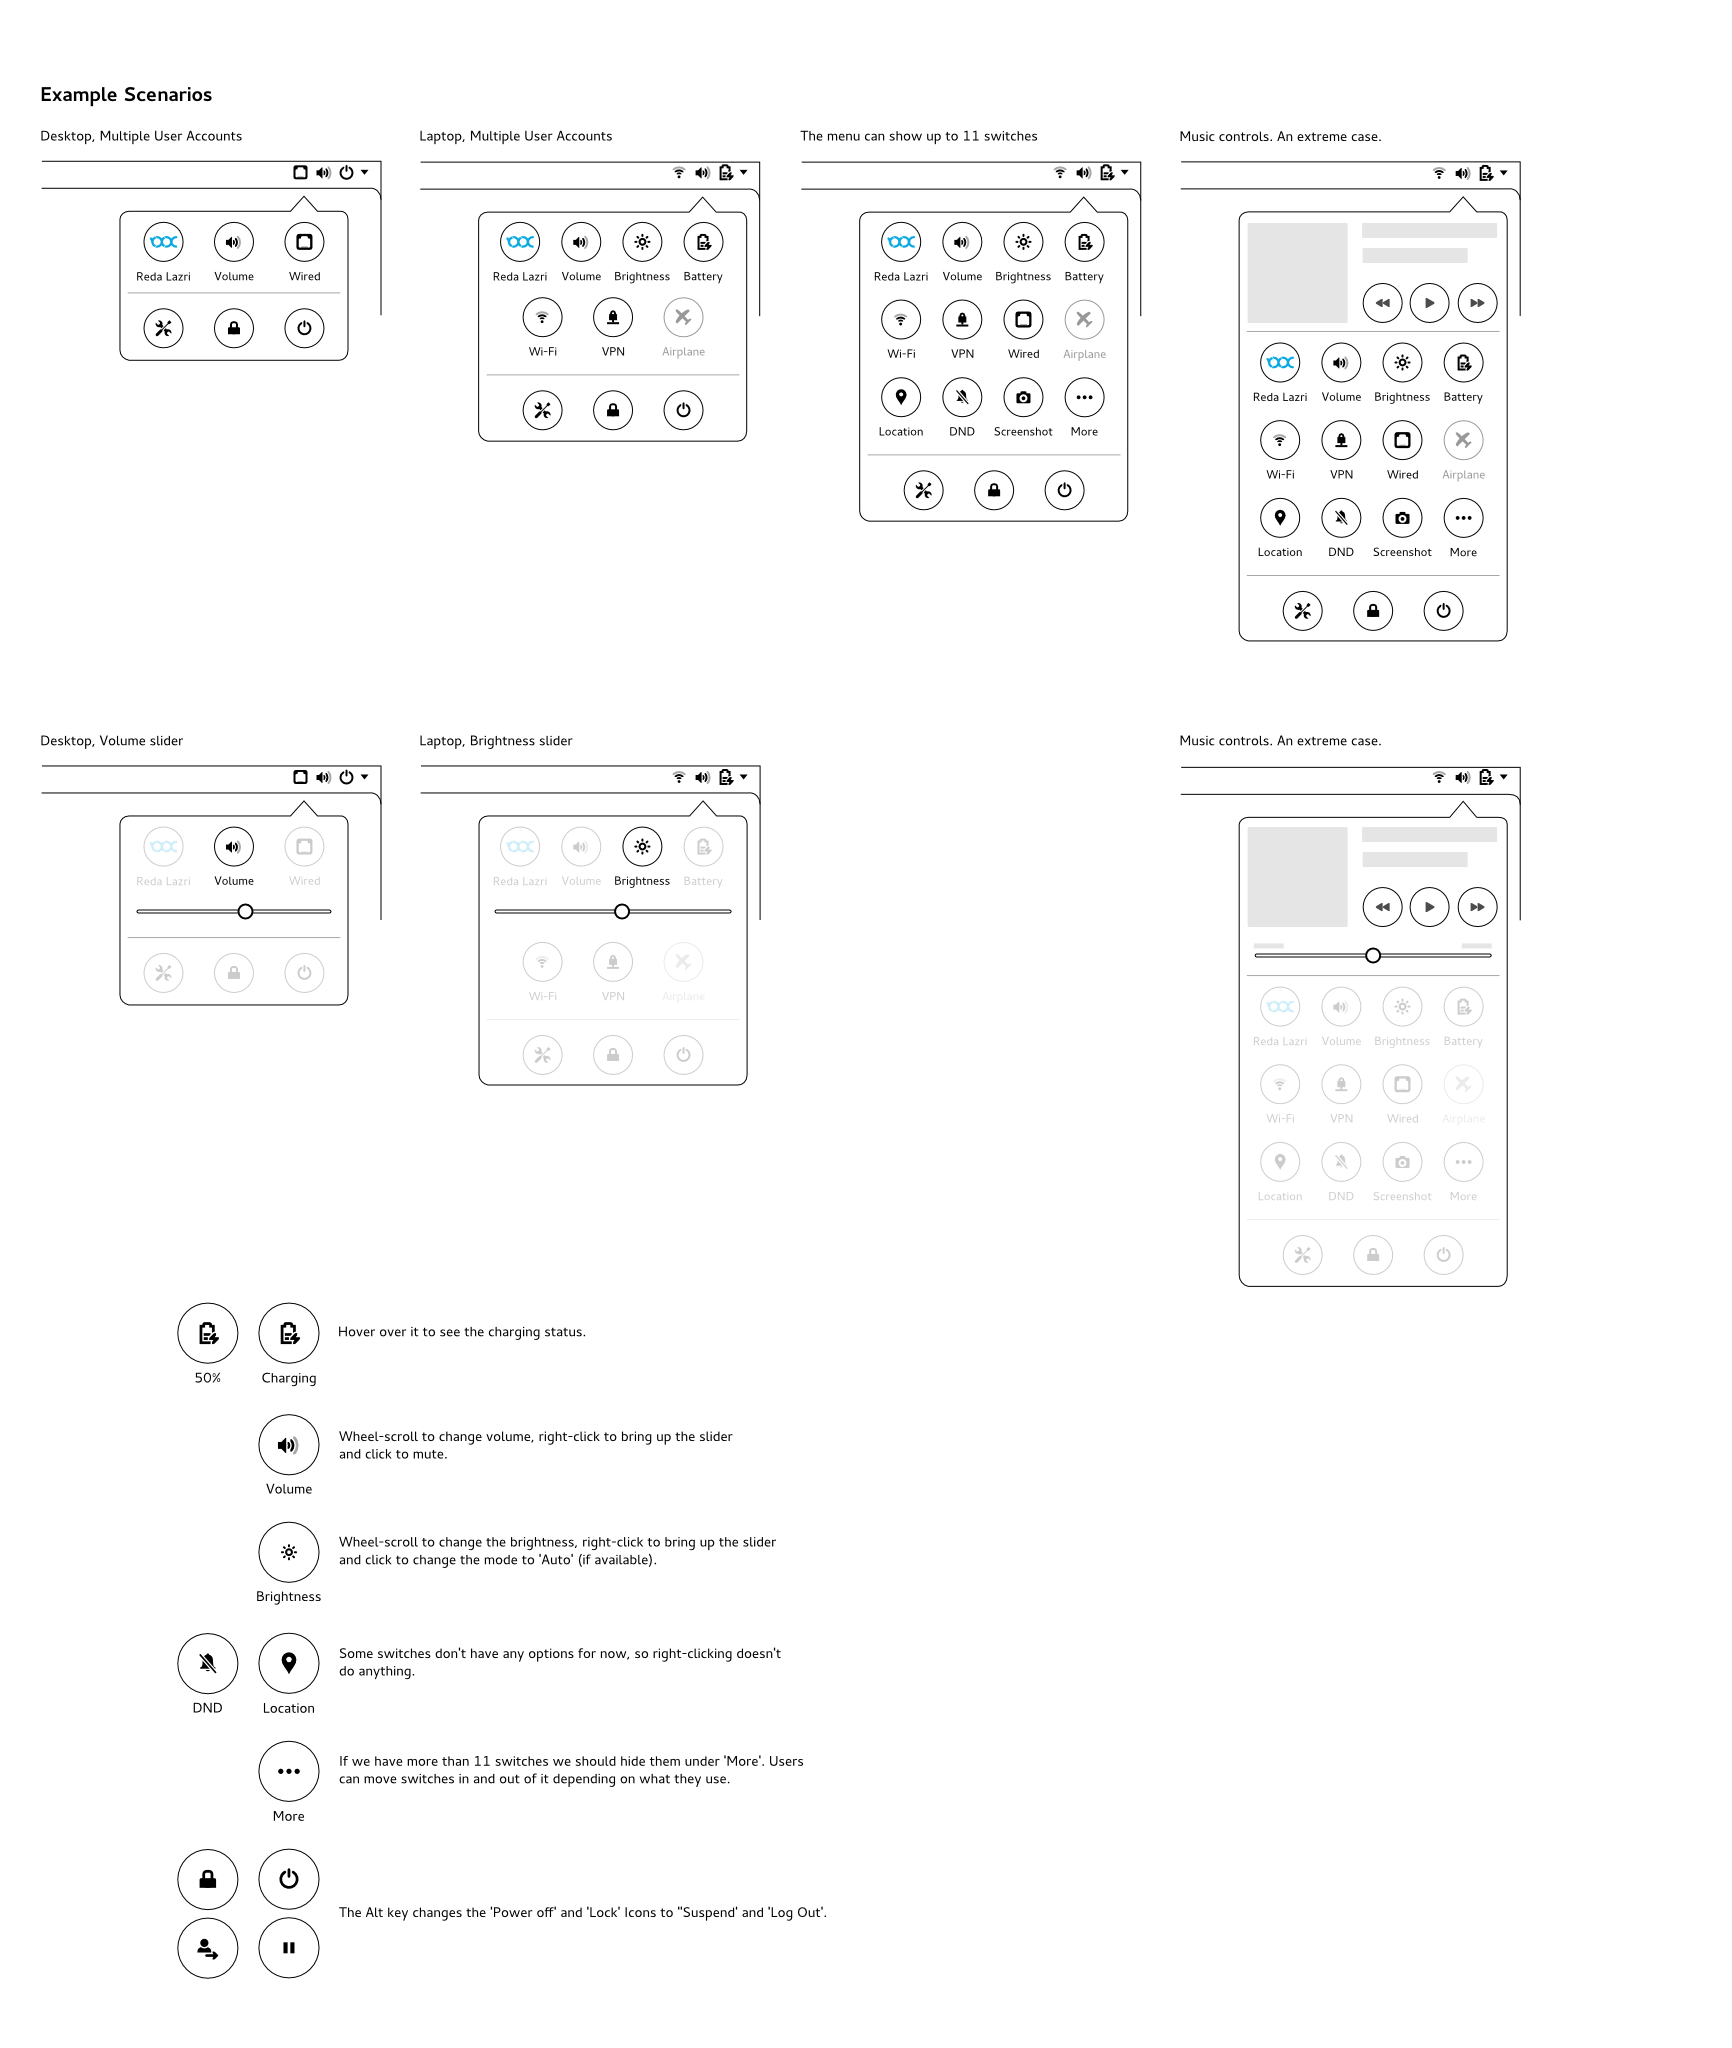 Example Scenarios
Desktop, Multiple User Accounts
Laptop, Multiple User Accounts
The menu can show up to 11 switches
Music controls. An extreme case.
Reda Lazri Volume Wired
Reda Lazri Volume Brightness Battery
Wi-Fi VPN Airplane
Reda Lazri Volume Brightness Battery
Wi-Fi VPN Wired Airplane
Location DND Screenshot More
Reda Lazri Volume Brightness Battery
Wi-Fi VPN Wired Airplane
Location DND Screenshot More
Desktop, Volume slider
Laptop, Brightness slider
Music controls. An extreme case.
Reda Lazri Volume Wired
Reda Lazri Volume Brightness Battery
Wi-Fi VPN Airplane
Reda Lazri Volume Brightness Battery
Wi-Fi VPN Wired Airplane
Location DND Screenshot More
Hover over it to see the charging status.
50% Charging
Wheel-scroll to change volume, right-click to bring up the slider
and click to mute.
Volume
Wheel-scroll to change the brightness, right-click to bring up the slider
and click to change the mode to 'Auto' (if available).
Brightness
Some switches don't have any options for now, so right-clicking doesn't
do anything.
DND Location
If we have more than 11 switches we should hide them under 'More'. Users
can move switches in and out of it depending on what they use.
More
The Alt key changes the 'Power off' and 'Lock' Icons to "Suspend' and 'Log Out'.